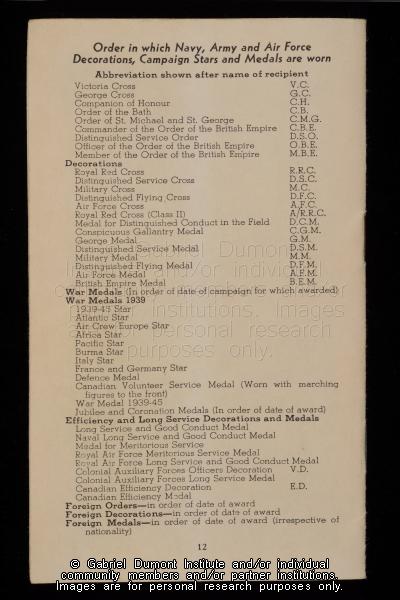 Order in which Navy, Army and Air Force
Decorations, Campaign Stars and Medals are worn
Abbreviation shown after name of recipient
Victoria Cross V.C.
George Cross G.C.
Companion of Honour C.H.
Order of the Bath C.B.
Order of St. Michael and St. George C.M.G.
Commander of the Order of the British Empire C.B.E.
Distinguished Service Order D.S.O.
Officer of the Order of the British Empire O.B.E.
Member of the Order of the British Empire M.B.E.
Decorations
Royal Red Cross R.R.C.
Distinguished Service Cross D.S.C.
Military Cross M.C.
Distinguished Flying Cross D.F.C.
Air Force Cross A.F.C.
Royal Red Cross (Class II) A/R.R.C.
Medal for Distinguished Conduct in the Field D.C.M.
Conspicuous Gallantry Medal C.G.M.
George Medal G.M.
Distinguished Service Medal D.S.M.
Military Medal M.M.
Distinguished Flying Medal D.F.M.
Air Force Medal A.F.M.
British Empire Medal B.E.M.
War Medals (In order of date of campaign for which awarded)
War Medals 1939
1939-45 Star
Atlantic Star
Air Crew Europe Star
Africa Star
Pacific Star
Burma Star
Italy Star
France and Germany Star
Defence Medal
Canadian Volunteer Service Medal (Worn with marching
figures to the front)
War Medal 1939-45
Jubilee and Coronation Medals (In order of date of award)
Efficiency and Long Service Decorations and Medals
Long Service and Good Conduct Medal
Naval Long Service and Good Conduct Medal
Medal for Meritorious Service
Royal Air Force Meritorious Service Medal
Royal Air Force Long Service and Good Conduct Medal
Colonial Auxiliary Forces Officers Decoration V.D.
Colonial Auxiliary Forces Long Service Medal
Canadian Efficiency Decoration E.D.
Canadian Efficiency Medal
Foreign Orders—in order of date of award
Foreign Decorations—in order of date of award
Foreign Medals—in order of date of award (irrespective of
nationality)
12
© Gabriel Dumont Institute and/or individual
community members and/or partner institutions.
Images are for personal research purposes only.